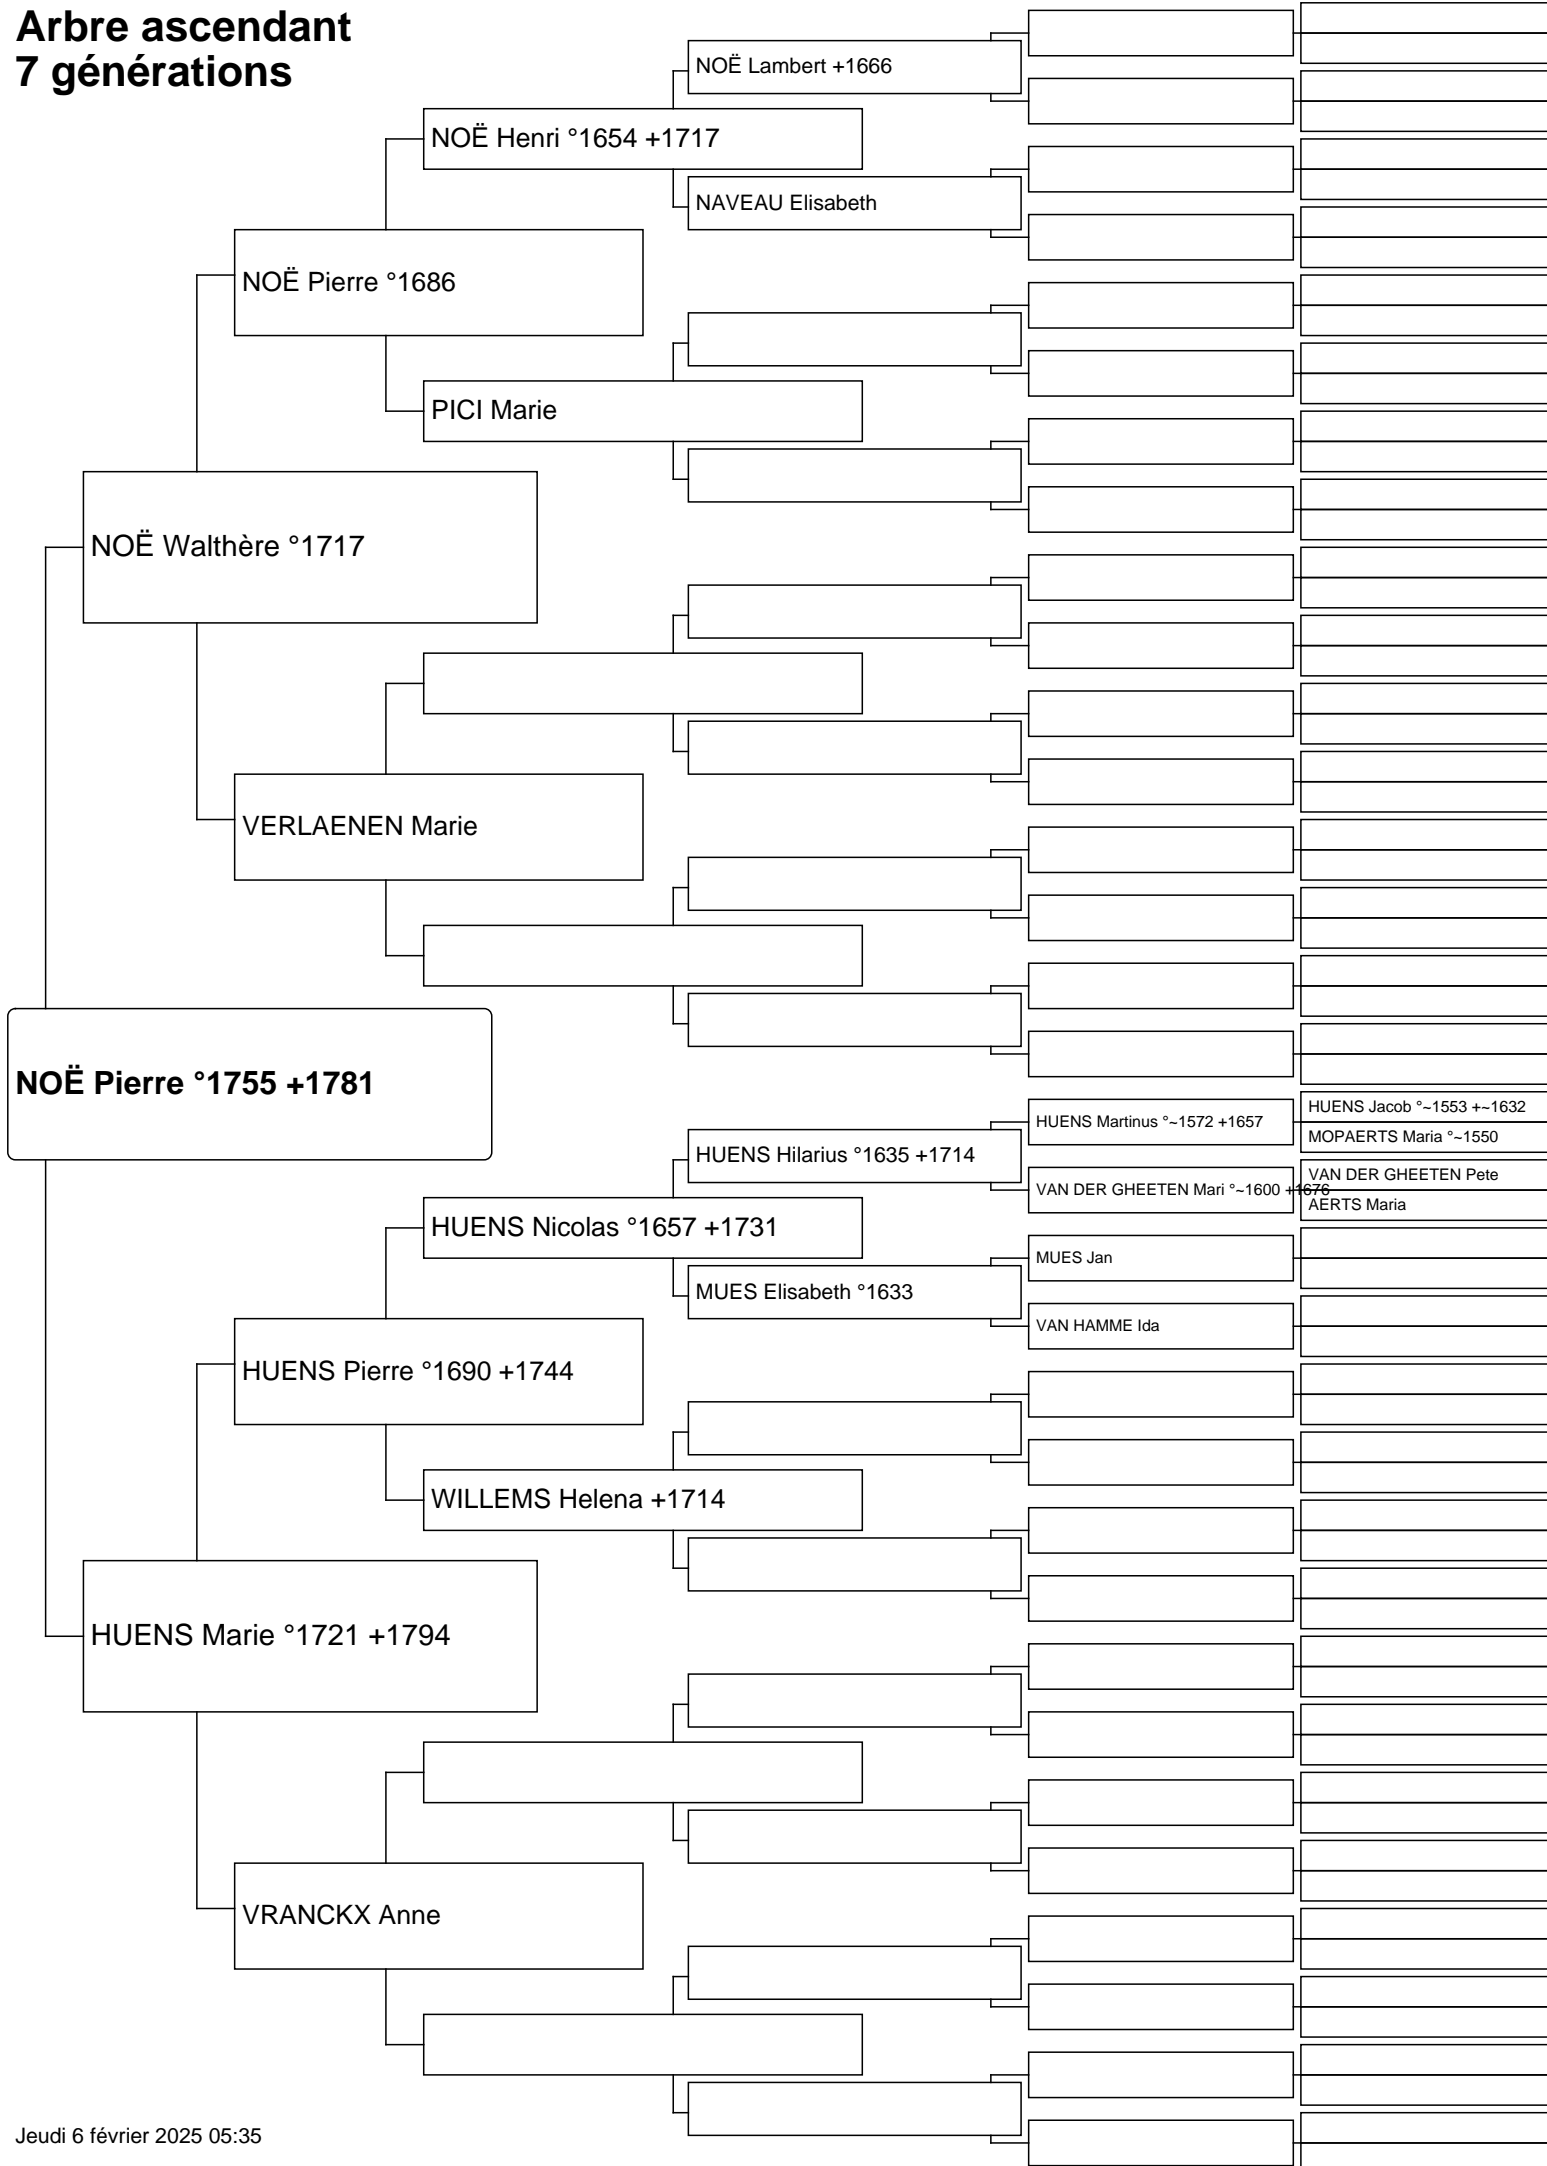 Arbre ascendant
7 générations
NOË Lambert +1666
NOË Henri °1654 +1717
NAVEAU Elisabeth
NOË Pierre °1686
PICI Marie
NOË Walthère °1717
VERLAENEN Marie
NOË Pierre °1755 +1781
HUENS Jacob °~1553 +~1632
HUENS Martinus °~1572 +1657
MOPAERTS Maria °~1550
HUENS Hilarius °1635 +1714
VAN DER GHEETEN Pete
VAN DER GHEETEN Mari °~1600 +1676
AERTS Maria
HUENS Nicolas °1657 +1731
MUES Jan
MUES Elisabeth °1633
VAN HAMME Ida
HUENS Pierre °1690 +1744
WILLEMS Helena +1714
HUENS Marie °1721 +1794
VRANCKX Anne
Jeudi 6 février 2025 05:35